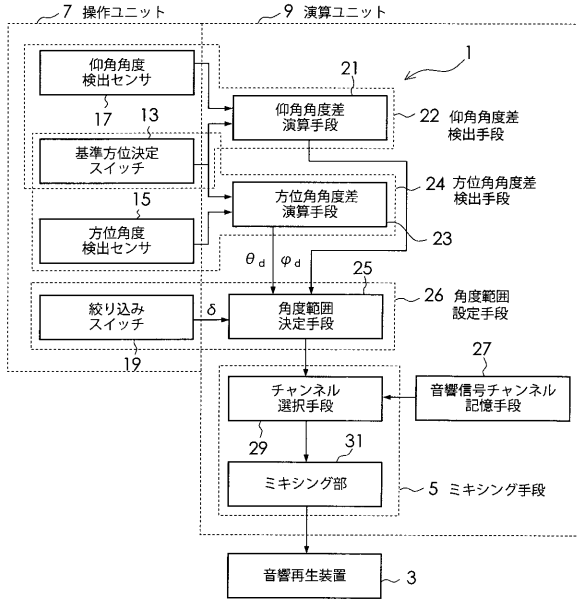 7 操作ユニット
9 演算ユニット
1
仰角角度
検出センサ
17
21
仰角角度差
演算手段
22 仰角角度差
検出手段
13
基準方位決定
スイッチ
24 方位角角度差
検出手段
方位角角度差
演算手段
23
15
方位角度
検出センサ
θd φd
25
26 角度範囲
設定手段
絞り込み
スイッチ
δ
角度範囲
決定手段
19
27
チャンネル
選択手段
音響信号チャンネル
記憶手段
29
31
ミキシング部
5 ミキシング手段
音響再生装置
3